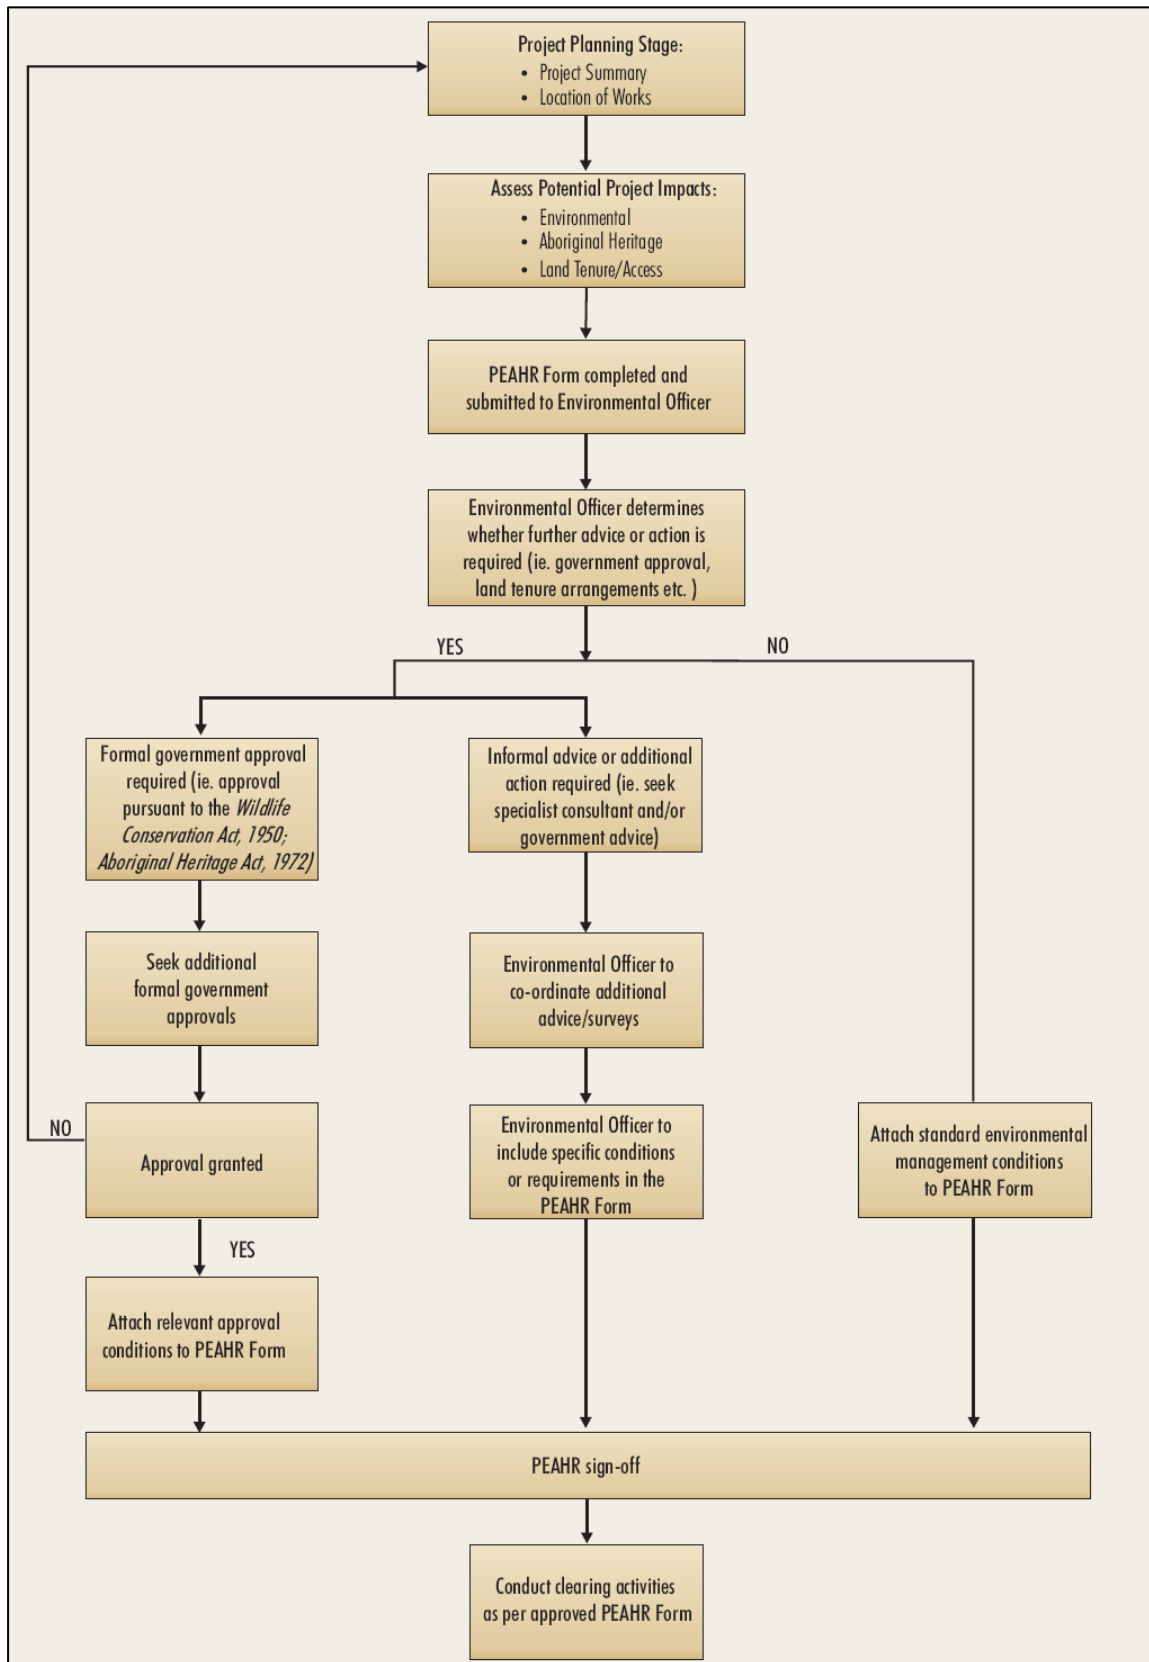 Project Planning Stage:
• Project Summary
• Location of Works
Assess Potential Project Impacts:
• Environmental
• Aboriginal Heritage
• Land Tenure/Access
PEAHR Form completed and
submitted to Environmental Officer
Environmental Officer determines
whether further advice or action is
required (ie. government approval,
land tenure arrangements etc. )
YES
NO
Formal government approval
required (ie. approval
pursuant to the Wildlife
Conservation Act, 1950;
Aboriginal Heritage Act, 1972)
Informal advice or additional
action required (ie. seek
specialist consultant and/or
government advice)
Seek additional
formal government
approvals
Environmental Officer to
co-ordinate additional
advice/surveys
NO
Approval granted
Environmental Officer to
include specific conditions
or requirements in the
PEAHR Form
Attach standard environmental
management conditions
to PEAHR Form
YES
Attach relevant approval
conditions to PEAHR Form
PEAHR sign-off
Conduct clearing activities
as per approved PEAHR Form